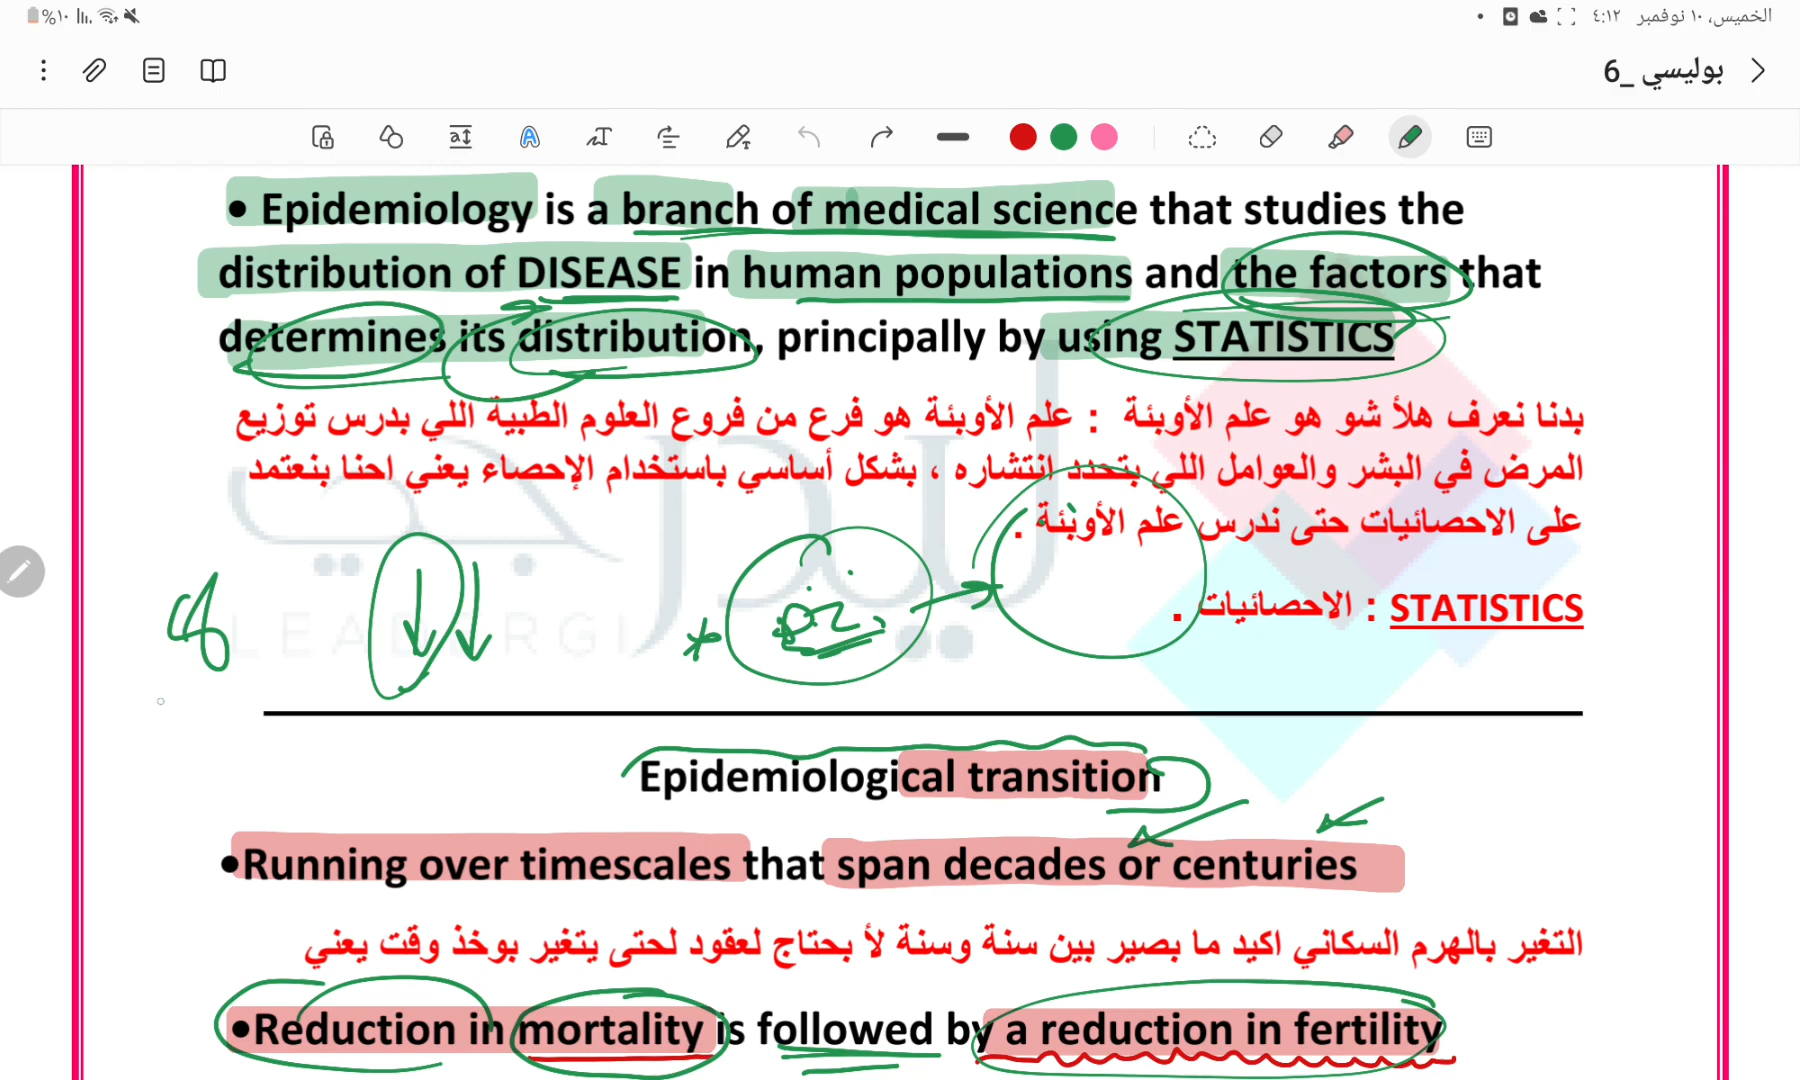 %١٠
الخميس، ١٠ نوفمبر ٤:١٢
بوليسي _6
• Epidemiology is a branch of medical science that studies the
distribution of DISEASE in human populations and the factors that
determines its distribution, principally by using STATISTICS
بدنا نعرف هلأ شو هو علم الأوبئة : علم الأوبئة هو فرع من فروع العلوم الطبية اللي بدرس توزيع
المرض في البشر والعوامل اللي بتحدد انتشاره ، بشكل أساسي باستخدام الإحصاء يعني احنا بنعتمد
على الاحصائيات حتى ندرس علم الأوبئة .
STATISTICS : الاحصائيات .
ليدرجي
LEADERGI
Epidemiological transition
•Running over timescales that span decades or centuries
التغير بالهرم السكاني اكيد ما بصير بين سنة وسنة لأ بحتاج لعقود لحتى يتغير بوخذ وقت يعني
•Reduction in mortality is followed by a reduction in fertility